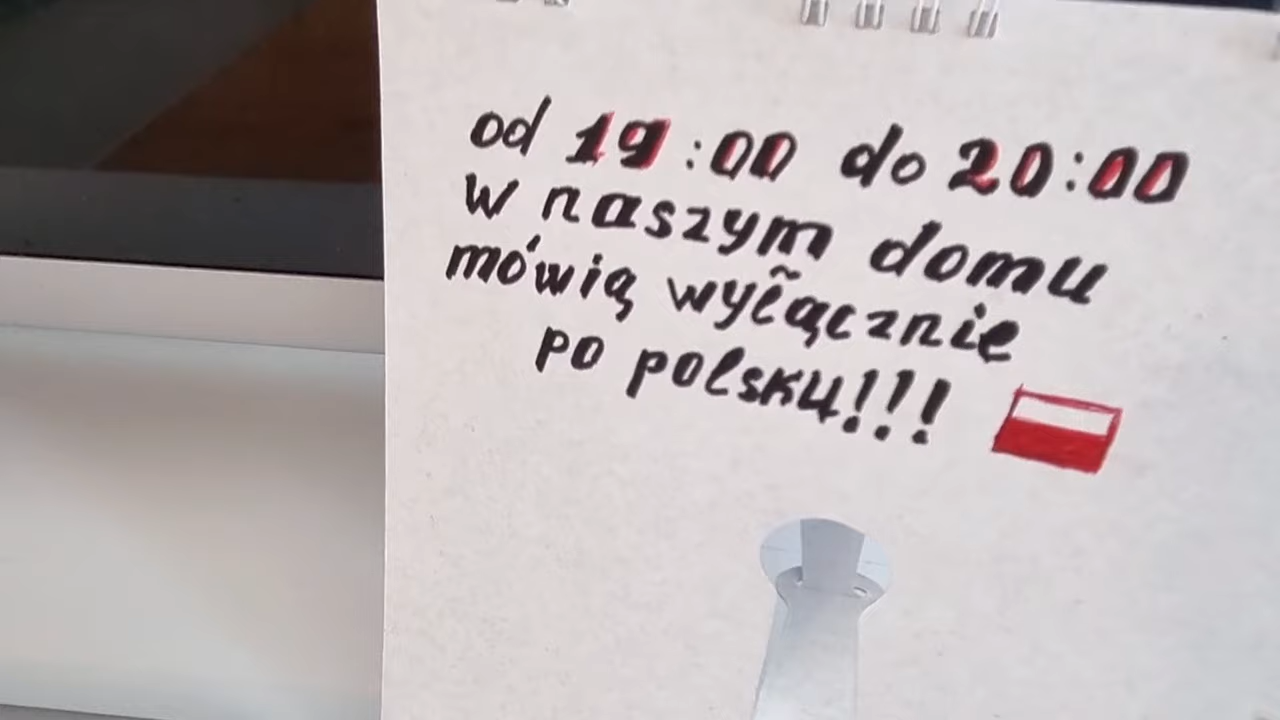 od 19:00 do 20:00
w naszym domu
mówią wyłącznie
po polsku!!!